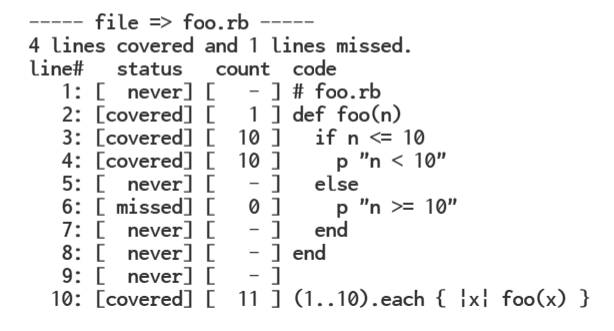 ----- file => foo.rb -----
4 lines covered and 1 lines missed.
line#   status   count  code
   1: [  never] [   - ] # foo.rb
   2: [covered] [   1 ] def foo(n)
   3: [covered] [  10 ]   if n <= 10
   4: [covered] [  10 ]     p "n < 10"
   5: [  never] [   - ]   else
   6: [ missed] [   0 ]     p "n >= 10"
   7: [  never] [   - ]   end
   8: [  never] [   - ] end
   9: [  never] [   - ]
  10: [covered] [  11 ] (1..10).each { |x| foo(x) }